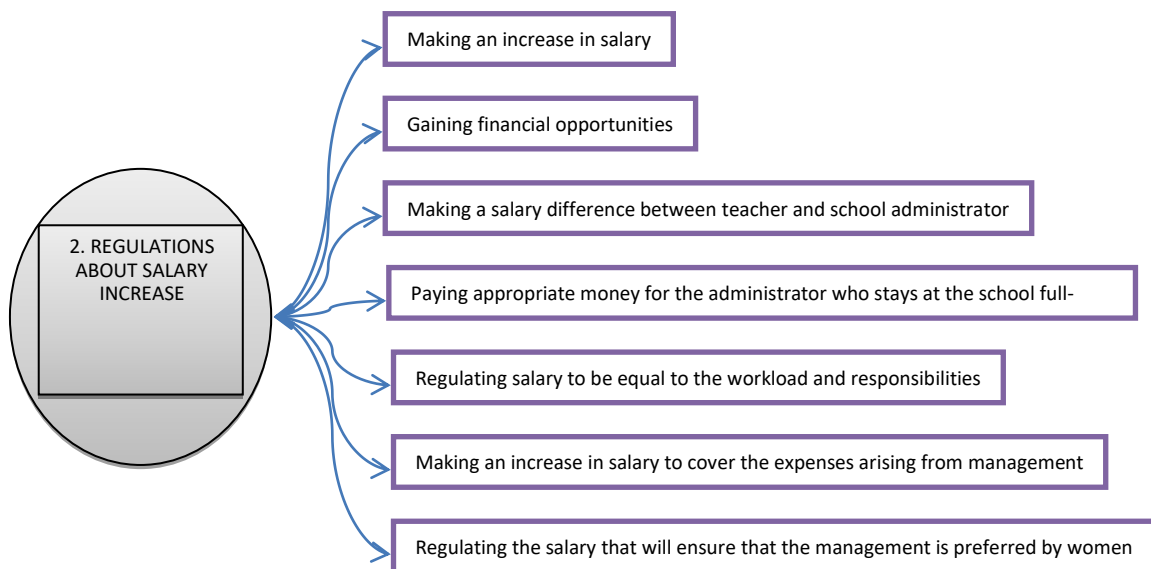 Making an increase in salary
Gaining financial opportunities
Making a salary difference between teacher and school administrator
2. REGULATIONS
ABOUT SALARY
INCREASE
Paying appropriate money for the administrator who stays at the school full-
Regulating salary to be equal to the workload and responsibilities
Making an increase in salary to cover the expenses arising from management
Regulating the salary that will ensure that the management is preferred by women